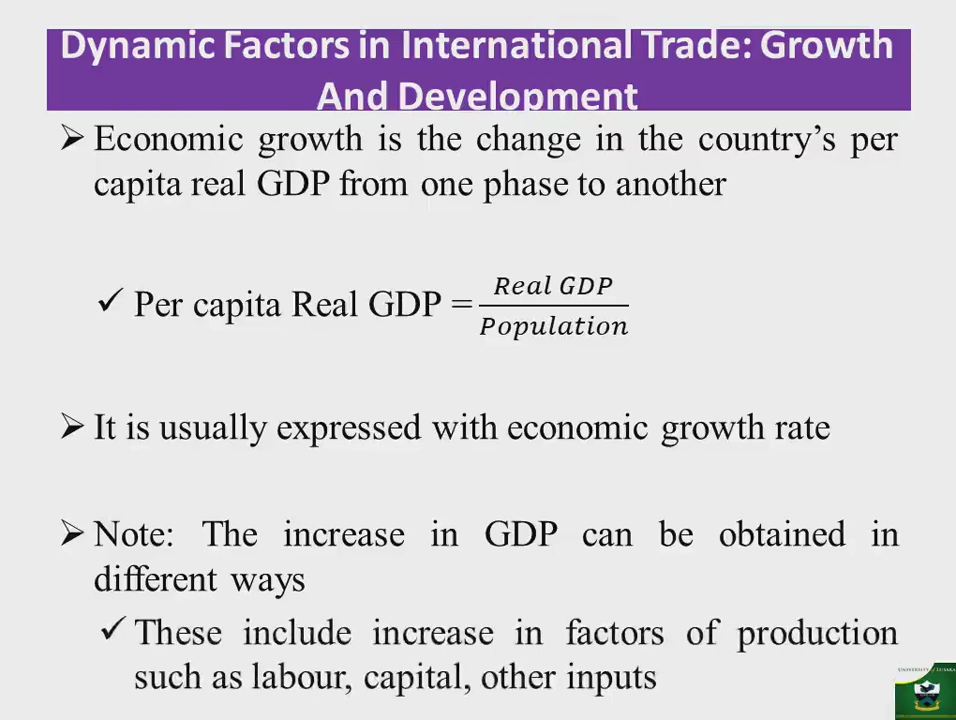 Dynamic Factors in International Trade: Growth
And Development
➢ Economic growth is the change in the country’s per
capita real GDP from one phase to another
✓ Per capita Real GDP = Real GDP / Population
➢ It is usually expressed with economic growth rate
➢ Note: The increase in GDP can be obtained in
different ways
✓ These include increase in factors of production
such as labour, capital, other inputs